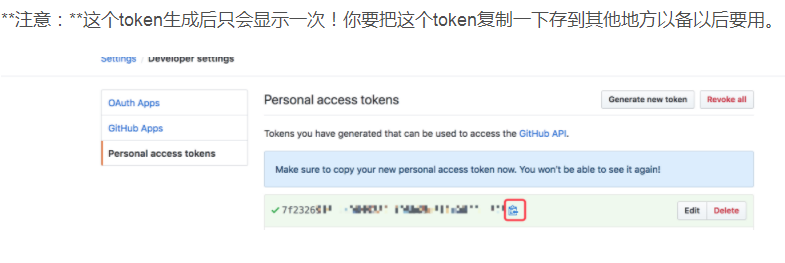 **注意：**这个token生成后只会显示一次！你要把这个token复制一下存到其他地方以备以后要用。
Settings / Developer settings
OAuth Apps
GitHub Apps
Personal access tokens
Personal access tokens
Generate new token
Revoke all
Tokens you have generated that can be used to access the GitHub API.
Make sure to copy your new personal access token now. You won't be able to see it again!
✓ 7f2326
Edit
Delete